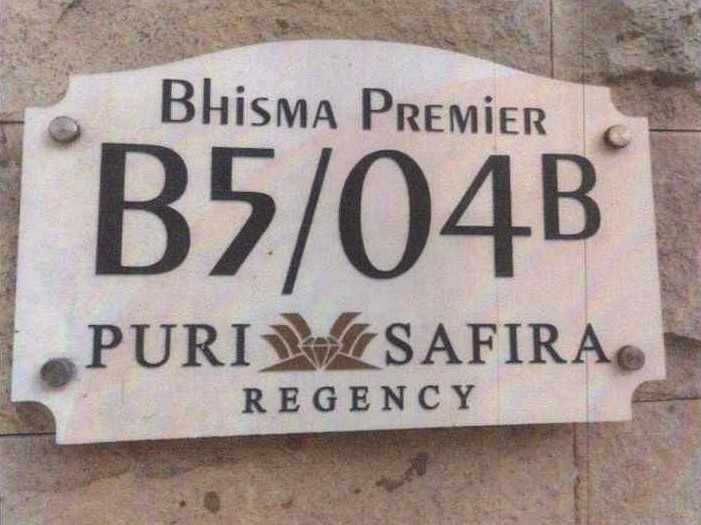 Bhisma Premier
B5/04B
PURI SAFIRA
REGENCY